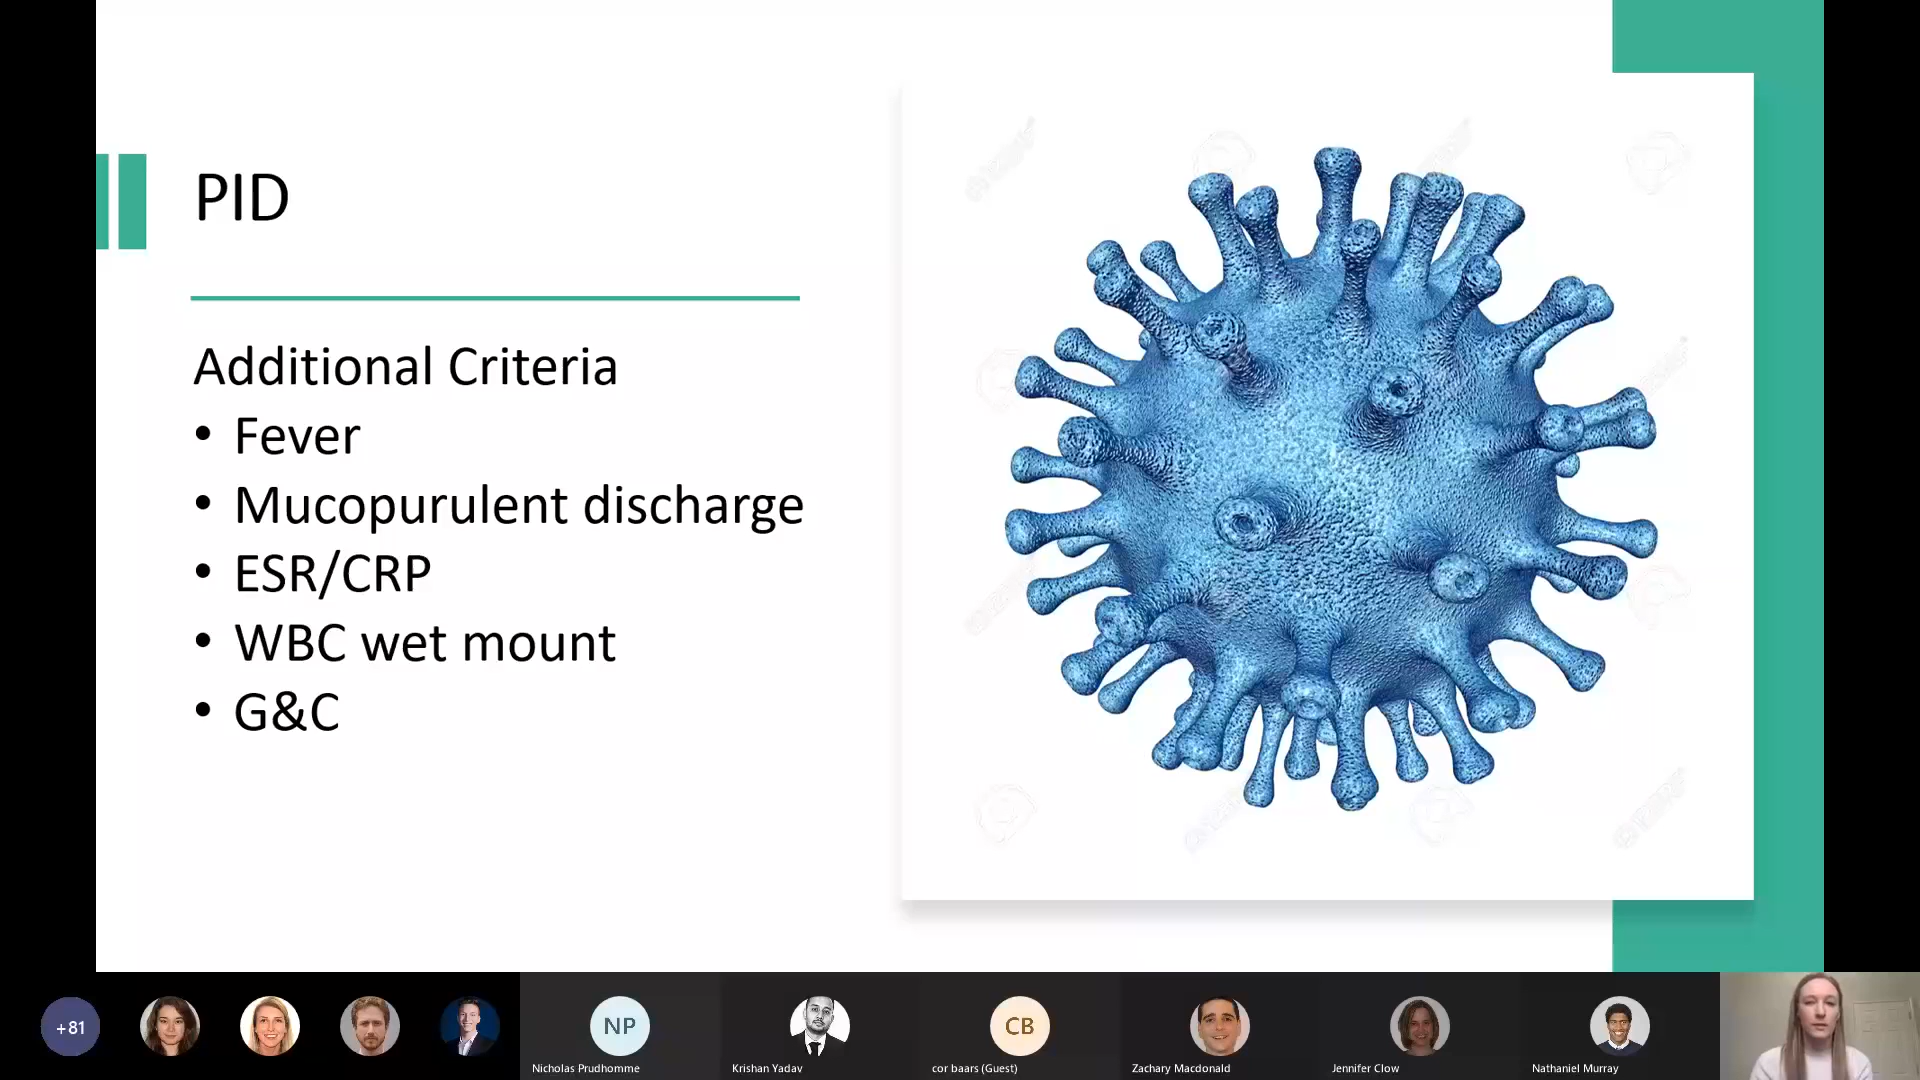 PID
Additional Criteria
• Fever
• Mucopurulent discharge
• ESR/CRP
• WBC wet mount
• G&C
+81
NP
CB
Nicholas Prudhomme
Krishan Yadav
cor baars (Guest)
Zachary Macdonald
Jennifer Clow
Nathaniel Murray